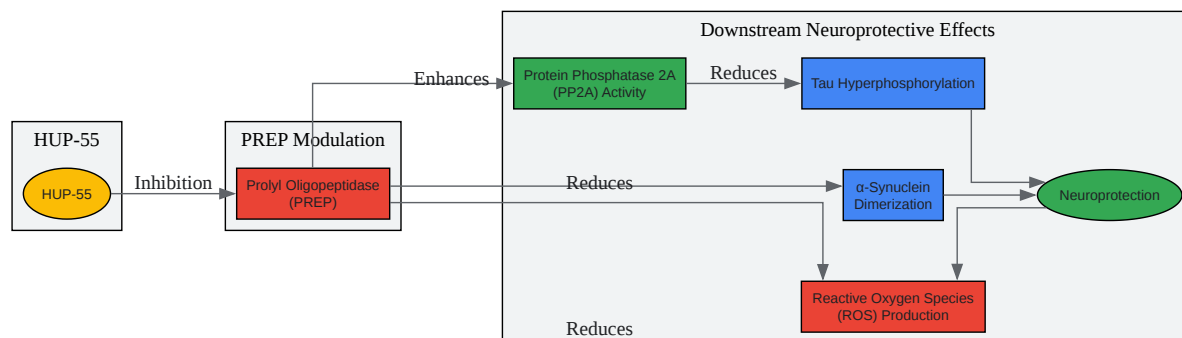 Downstream Neuroprotective Effects
Enhances
Protein Phosphatase 2A
(PP2A) Activity
Reduces
Tau Hyperphosphorylation
HUP-55
HUP-55
Inhibition
PREP Modulation
Prolyl Oligopeptidase
(PREP)
Reduces
α-Synuclein
Dimerization
Neuroprotection
Reactive Oxygen Species
(ROS) Production
Reduces